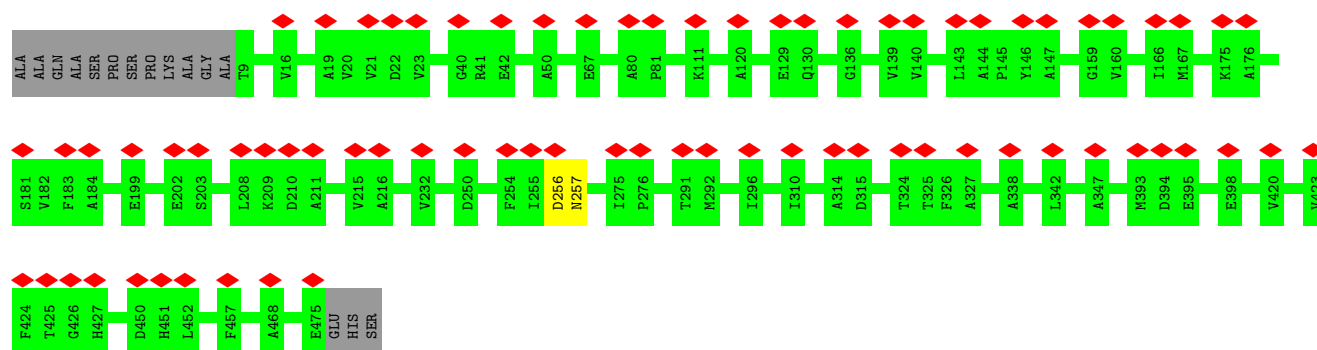 ALA ALA GLN ALA SER PRO SER PRO LYS ALA GLY ALA T9 V16 A19 V20 V21 D22 V23 G40 R41 E42 A50 E67 A80 P81 K111 A120 E129 Q130 G136 V139 V140 L143 A144 P145 Y146 A147 G159 V160 I166 M167 K175 A176
S181 V182 F183 A184 E199 E202 S203 L208 K209 D210 A211 V215 A216 V232 D250 F254 I255 D256 N257 I275 P276 T291 M292 I296 I310 A314 D315 T324 T325 F326 A327 A338 L342 A347 M393 D394 E395 E398 V420 V423
F424 T425 G426 H427 D450 H451 L452 F457 A468 E475 GLU HIS SER